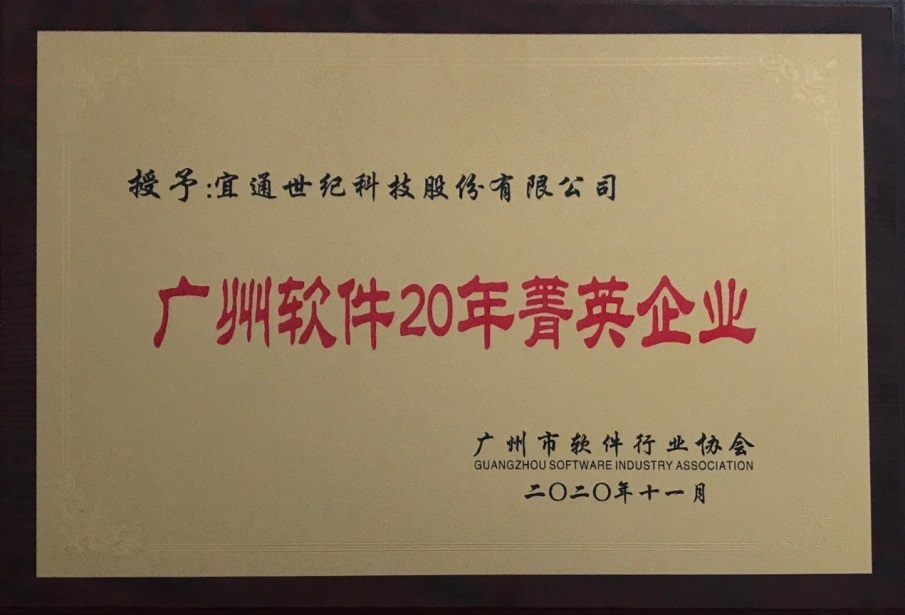 授予:宜通世纪科技股份有限公司
广州软件20年菁英企业
广州市软件行业协会
GUANGZHOU SOFTWARE INDUSTRY ASSOCIATION
二〇二〇年十一月